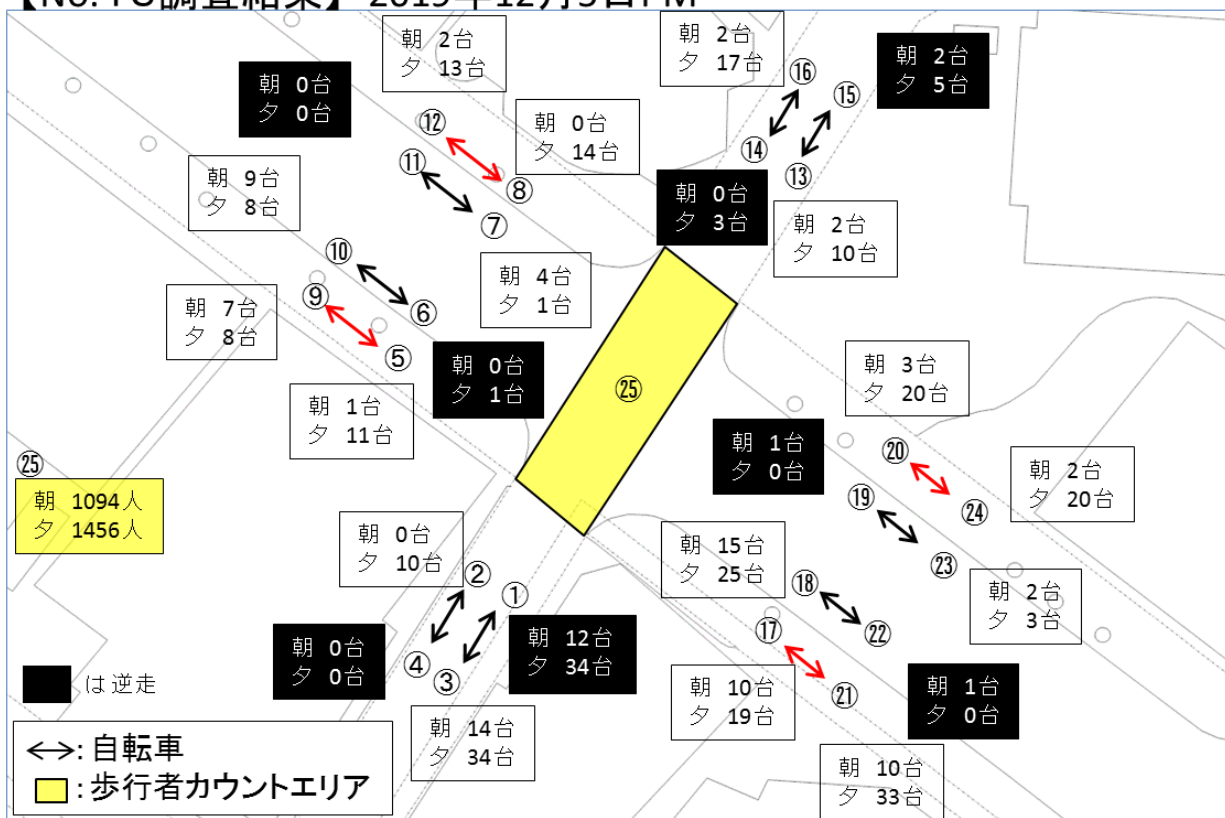 2019年12月5日PM
朝 2台
夕 13台
朝 2台
夕 17台
朝 2台
夕 5台
朝 0台
夕 0台
⑯
⑮
⑫
朝 0台
夕 14台
⑭
⑬
⑪
⑧
朝 9台
夕 8台
朝 0台
夕 3台
⑦
朝 2台
夕 10台
⑩
朝 4台
夕 1台
⑨
⑥
朝 7台
夕 8台
⑤
朝 0台
夕 1台
㉕
朝 3台
夕 20台
朝 1台
夕 11台
朝 1台
夕 0台
⑳
㉕
朝 1094人
夕 1456人
朝 2台
夕 20台
⑲
㉔
朝 0台
夕 10台
朝 15台
夕 25台
㉓
②
①
⑱
朝 2台
夕 3台
朝 0台
夕 0台
④
③
朝 12台
夕 34台
⑰
㉒
は逆走
朝 10台
夕 19台
㉑
朝 1台
夕 0台
朝 14台
夕 34台
:自転車
:歩行者カウントエリア
朝 10台
夕 33台